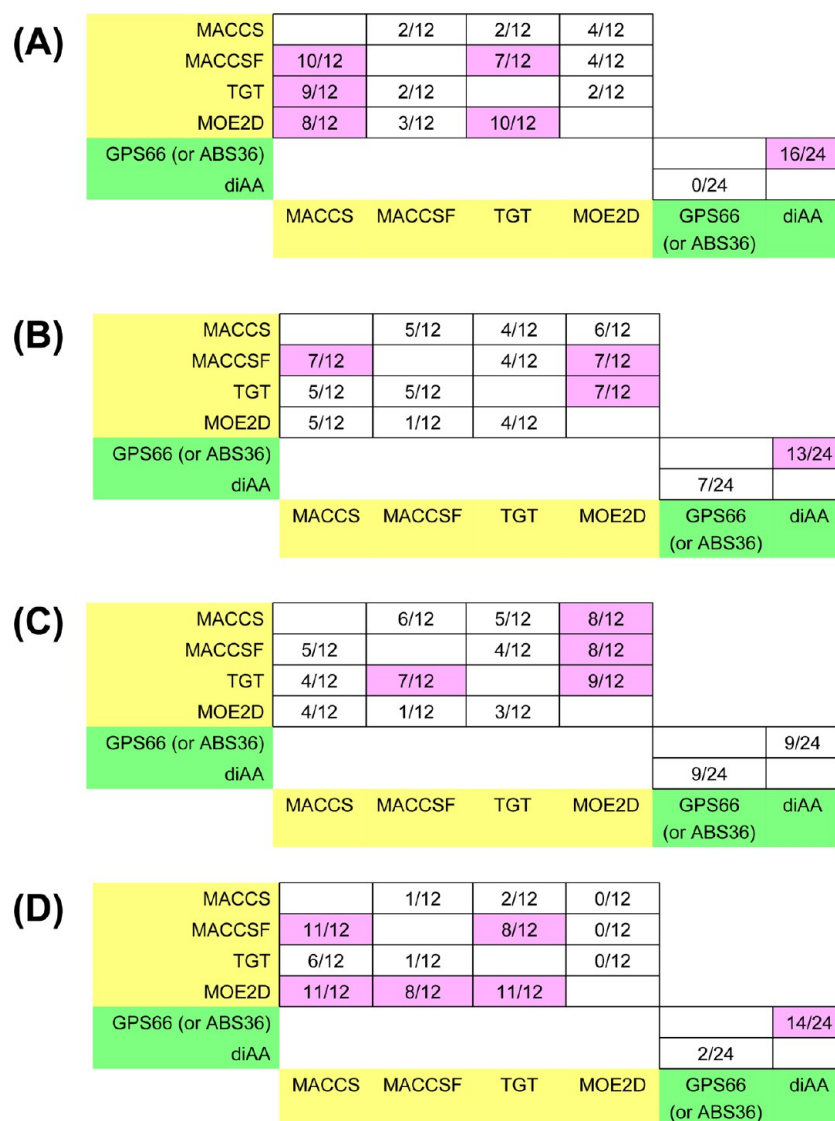 (A)
MACCS 2/12 2/12 4/12
MACCSF 10/12 7/12 4/12
TGT 9/12 2/12 2/12
MOE2D 8/12 3/12 10/12
GPS66 (or ABS36) 16/24
diAA 0/24
MACCS MACCSF TGT MOE2D GPS66 diAA
(or ABS36)
(B)
MACCS 5/12 4/12 6/12
MACCSF 7/12 4/12 7/12
TGT 5/12 5/12 7/12
MOE2D 5/12 1/12 4/12
GPS66 (or ABS36) 13/24
diAA 7/24
MACCS MACCSF TGT MOE2D GPS66 diAA
(or ABS36)
(C)
MACCS 6/12 5/12 8/12
MACCSF 5/12 4/12 8/12
TGT 4/12 7/12 9/12
MOE2D 4/12 1/12 3/12
GPS66 (or ABS36) 9/24
diAA 9/24
MACCS MACCSF TGT MOE2D GPS66 diAA
(or ABS36)
(D)
MACCS 1/12 2/12 0/12
MACCSF 11/12 8/12 0/12
TGT 6/12 1/12 0/12
MOE2D 11/12 8/12 11/12
GPS66 (or ABS36) 14/24
diAA 2/24
MACCS MACCSF TGT MOE2D GPS66 diAA
(or ABS36)